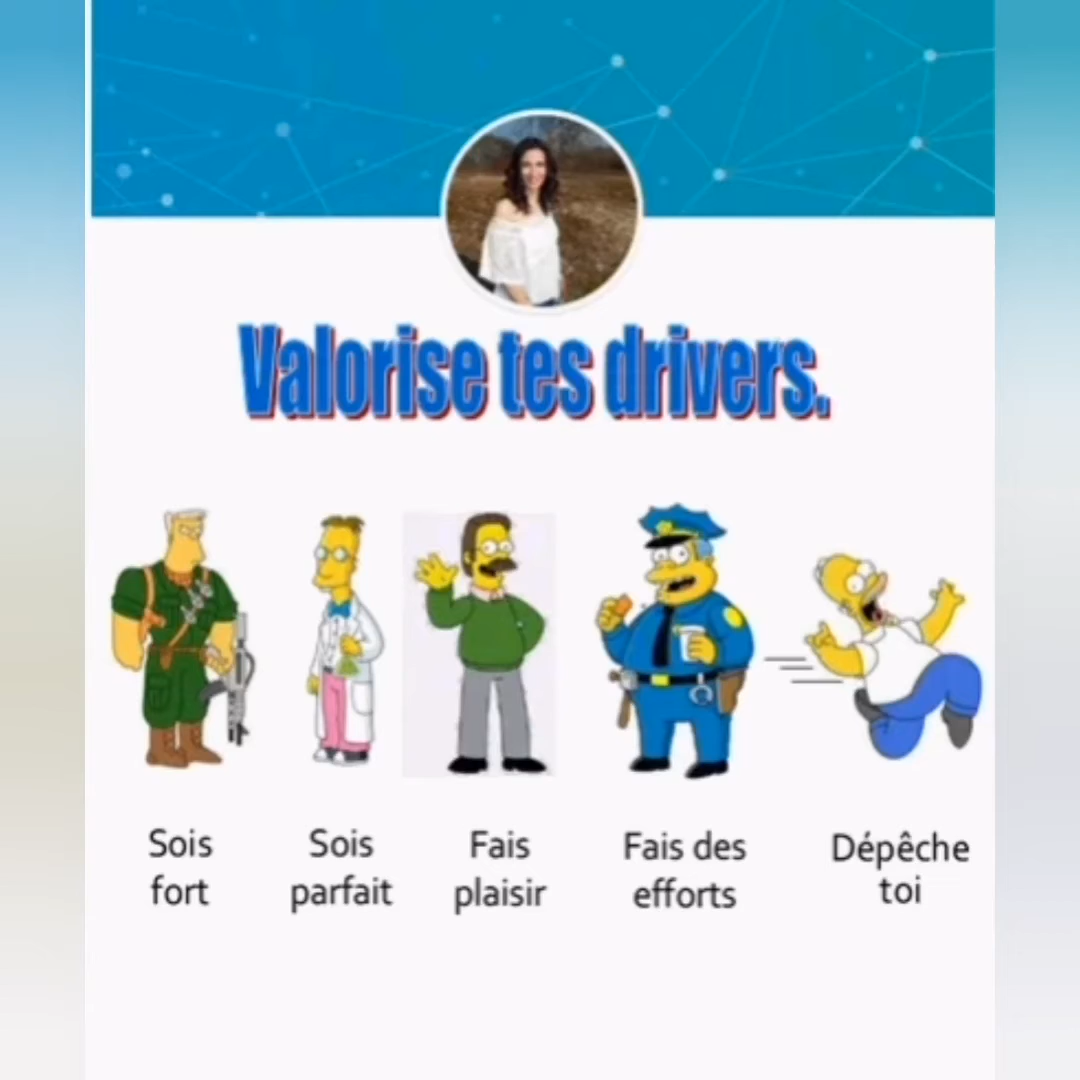 Valorise tes drivers.
Sois fort
Sois parfait
Fais plaisir
Fais des efforts
Dépêche toi